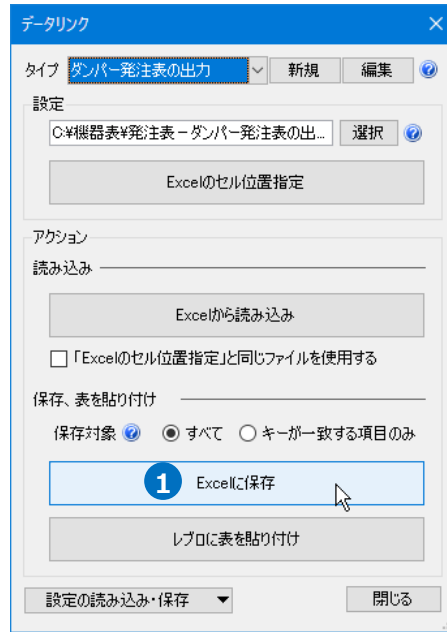 データリンク
タイプ ダンパー発注表の出力 新規 編集
設定
C:¥機器表¥発注表－ダンパー発注表の出... 選択
Excelのセル位置指定
アクション
読み込み
Excelから読み込み
「Excelのセル位置指定」と同じファイルを使用する
保存、表を貼り付け
保存対象 すべて キーが一致する項目のみ
1 Excelに保存
レブロに表を貼り付け
設定の読み込み・保存 閉じる